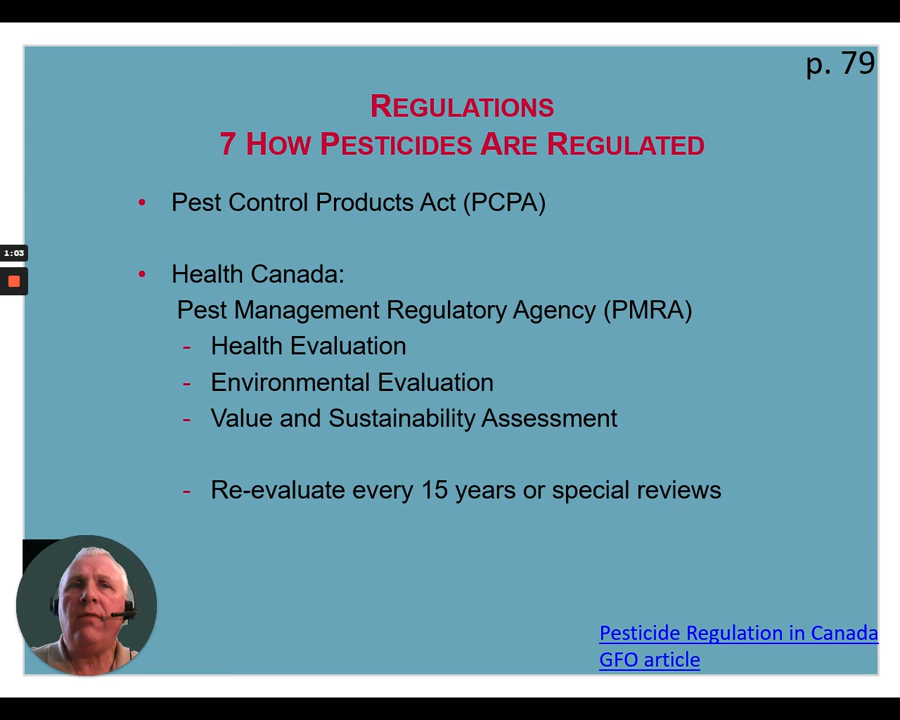 p. 79
REGULATIONS
7 HOW PESTICIDES ARE REGULATED
• Pest Control Products Act (PCPA)
1:03
• Health Canada:
Pest Management Regulatory Agency (PMRA)
- Health Evaluation
- Environmental Evaluation
- Value and Sustainability Assessment
- Re-evaluate every 15 years or special reviews
Pesticide Regulation in Canada
GFO article